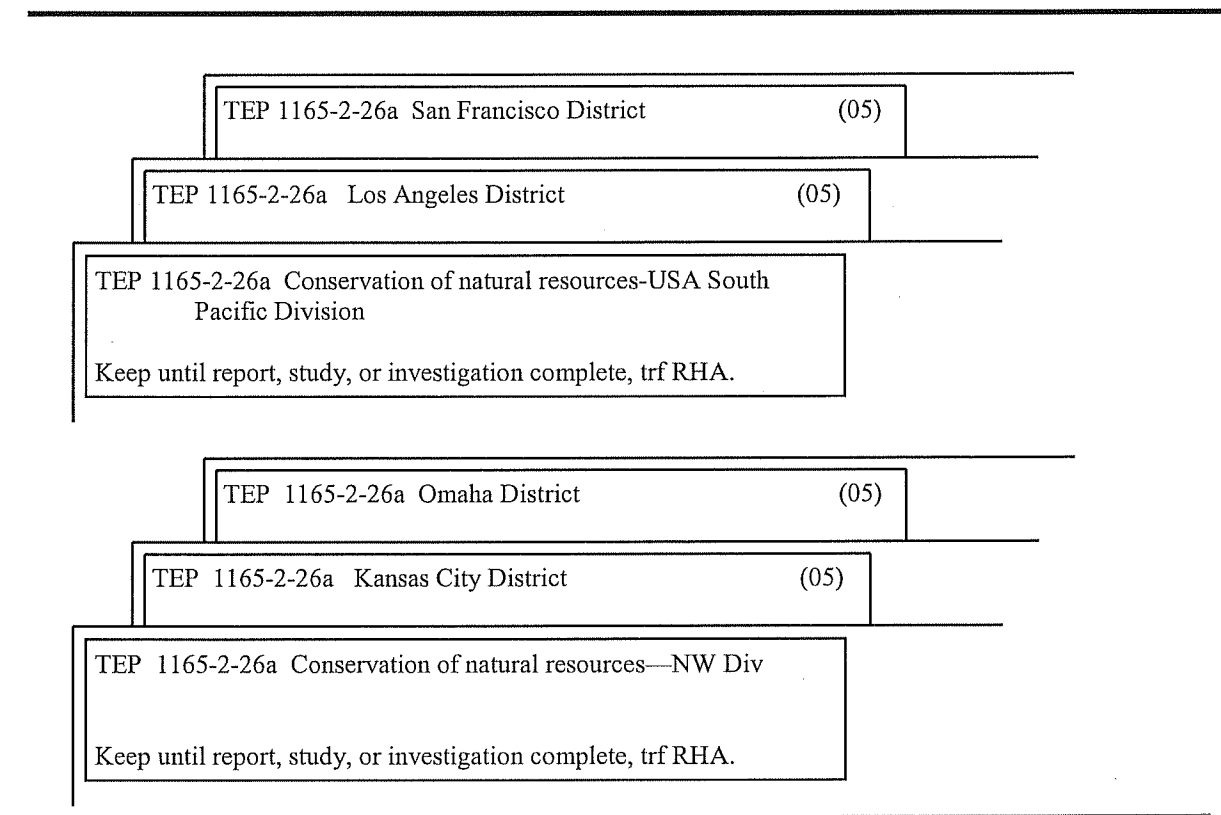 TEP 1165-2-26a San Francisco District (05)
TEP 1165-2-26a Los Angeles District (05)
TEP 1165-2-26a Conservation of natural resources-USA South
Pacific Division
Keep until report, study, or investigation complete, trf RHA.
TEP 1165-2-26a Omaha District (05)
TEP 1165-2-26a Kansas City District (05)
TEP 1165-2-26a Conservation of natural resources—NW Div
Keep until report, study, or investigation complete, trf RHA.